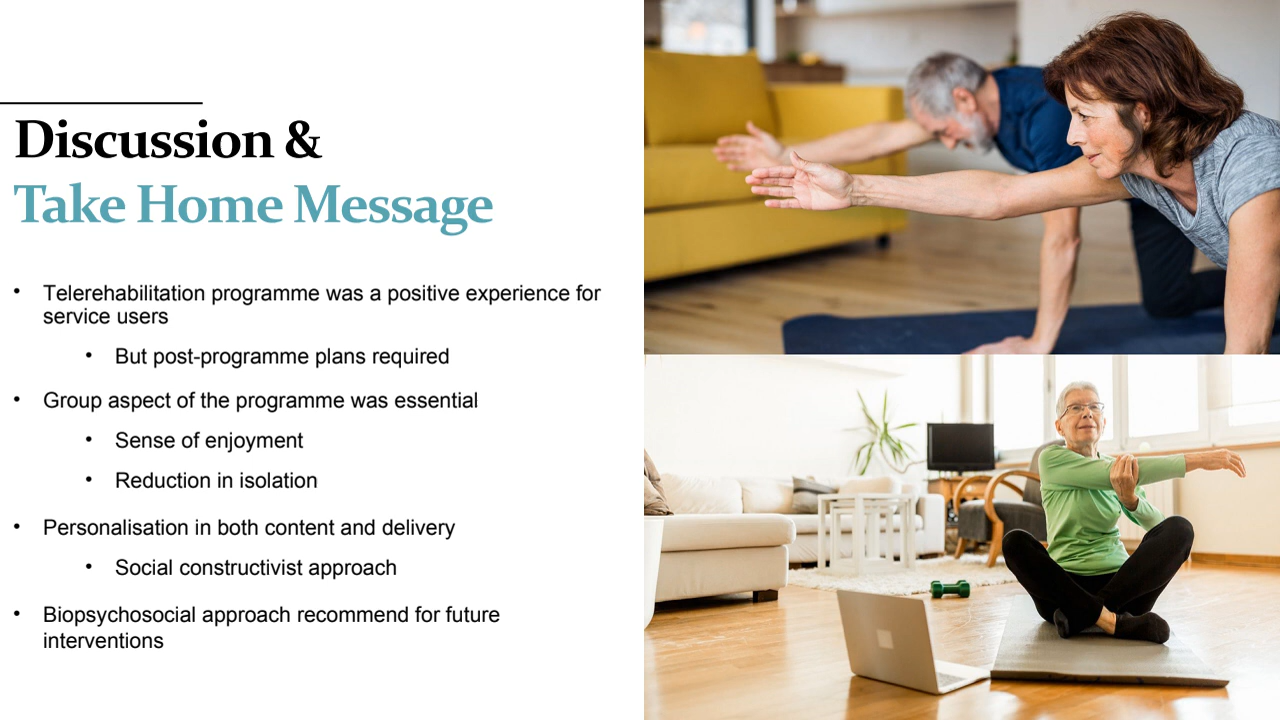 Discussion &
Take Home Message
• Telerehabilitation programme was a positive experience for
service users
• But post-programme plans required
• Group aspect of the programme was essential
• Sense of enjoyment
• Reduction in isolation
• Personalisation in both content and delivery
• Social constructivist approach
• Biopsychosocial approach recommend for future
interventions